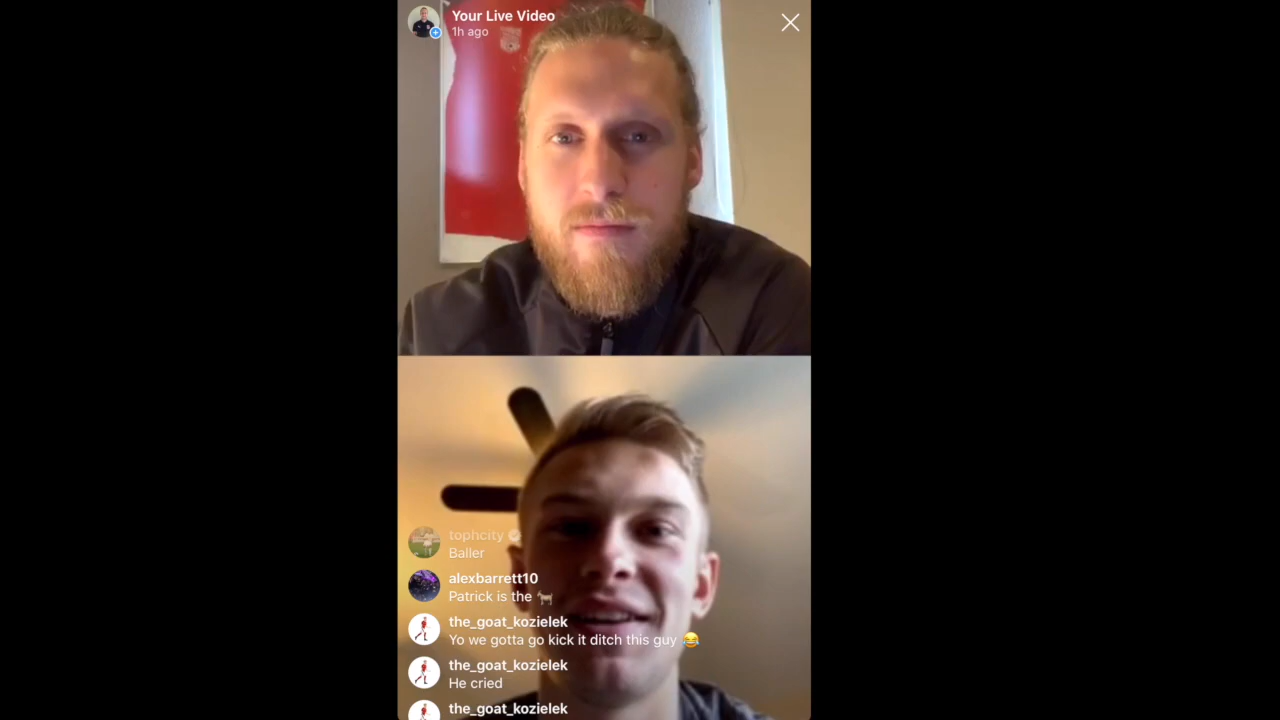 Your Live Video
1h ago
tophcity
Baller
alexbarrett10
Patrick is the 🐐
the_goat_kozielek
Yo we gotta go kick it ditch this guy 😂
the_goat_kozielek
He cried
the_goat_kozielek